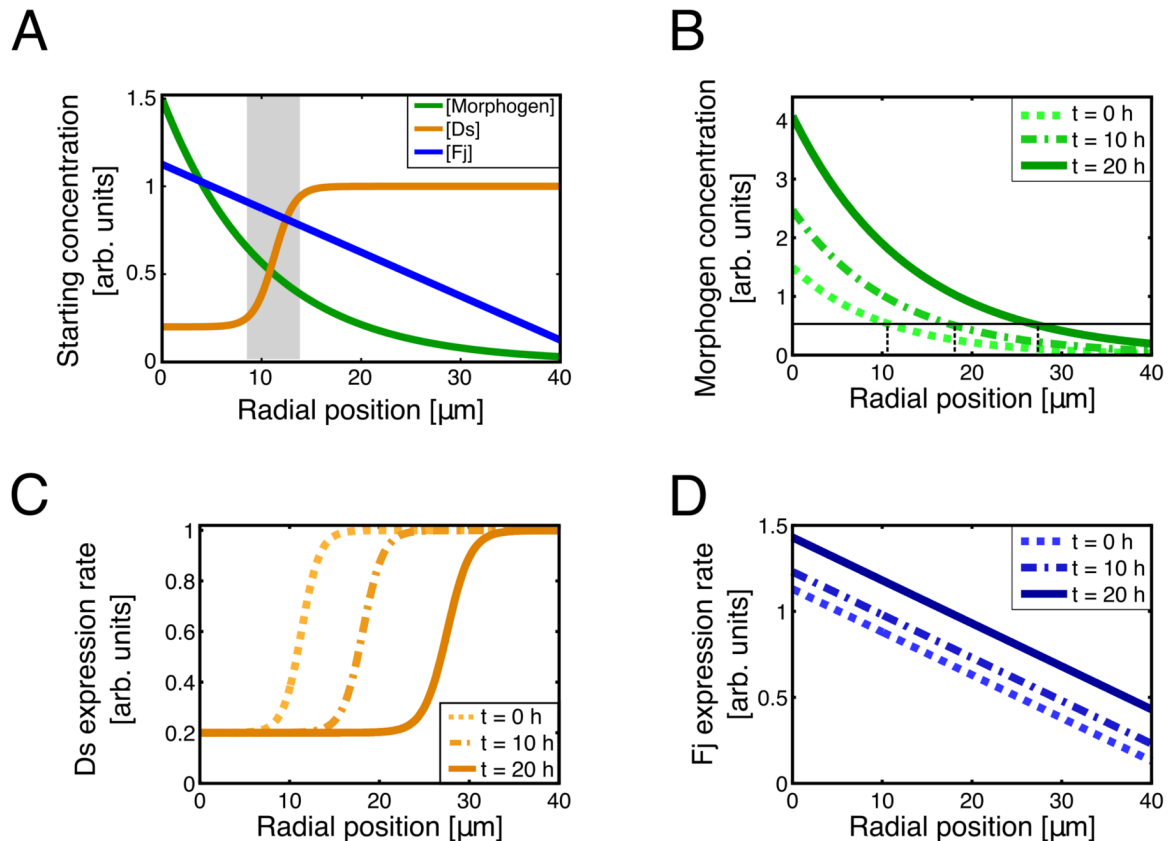 A
Starting concentration
[arb. units]
1.5
1
0.5
0
[Morphogen]
[Ds]
[Fj]
0 10 20 30 40
Radial position [µm]
B
Morphogen concentration
[arb. units]
4
3
2
1
0
t = 0 h
t = 10 h
t = 20 h
0 10 20 30 40
Radial position [µm]
C
Ds expression rate
[arb. units]
1
0.8
0.6
0.4
0.2
0
t = 0 h
t = 10 h
t = 20 h
0 10 20 30 40
Radial position [µm]
D
Fj expression rate
[arb. units]
1.5
1
0.5
0
t = 0 h
t = 10 h
t = 20 h
0 10 20 30 40
Radial position [µm]